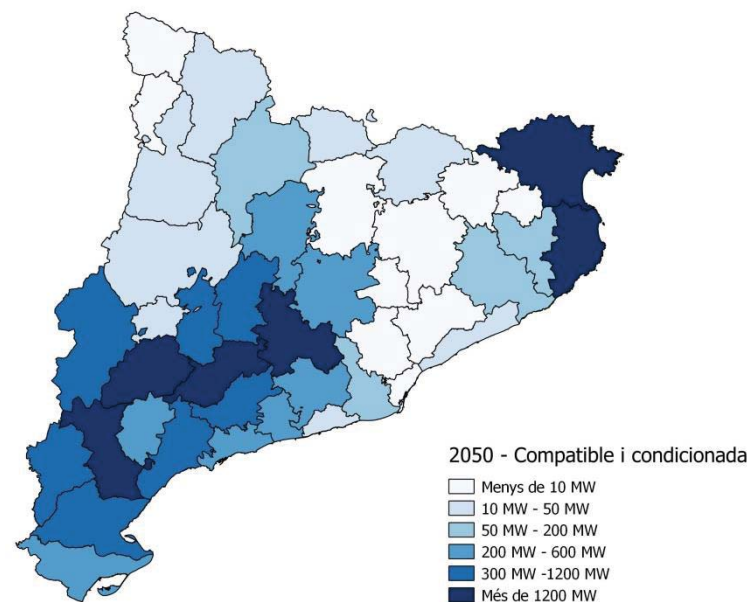 2050 - Compatible i condicionada
Menys de 10 MW
10 MW - 50 MW
50 MW - 200 MW
200 MW - 600 MW
300 MW -1200 MW
Més de 1200 MW